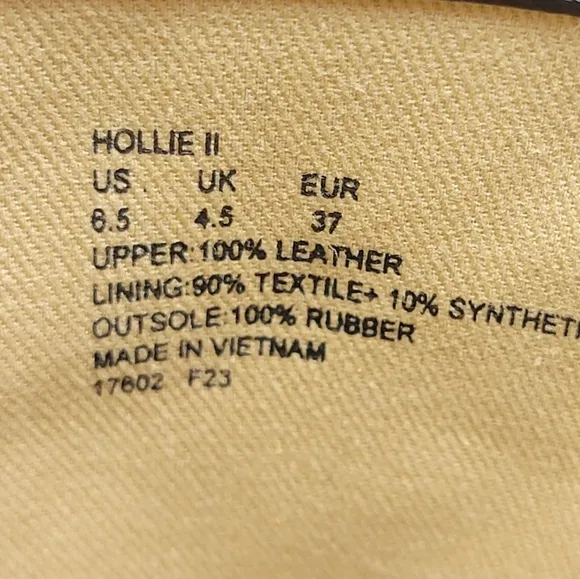 HOLLIE II
US. UK EUR
6.5 4.5 37
UPPER:100% LEATHER
LINING:90% TEXTILE+ 10% SYNTHETI
OUTSOLE:100% RUBBER
MADE IN VIETNAM
17602 F23